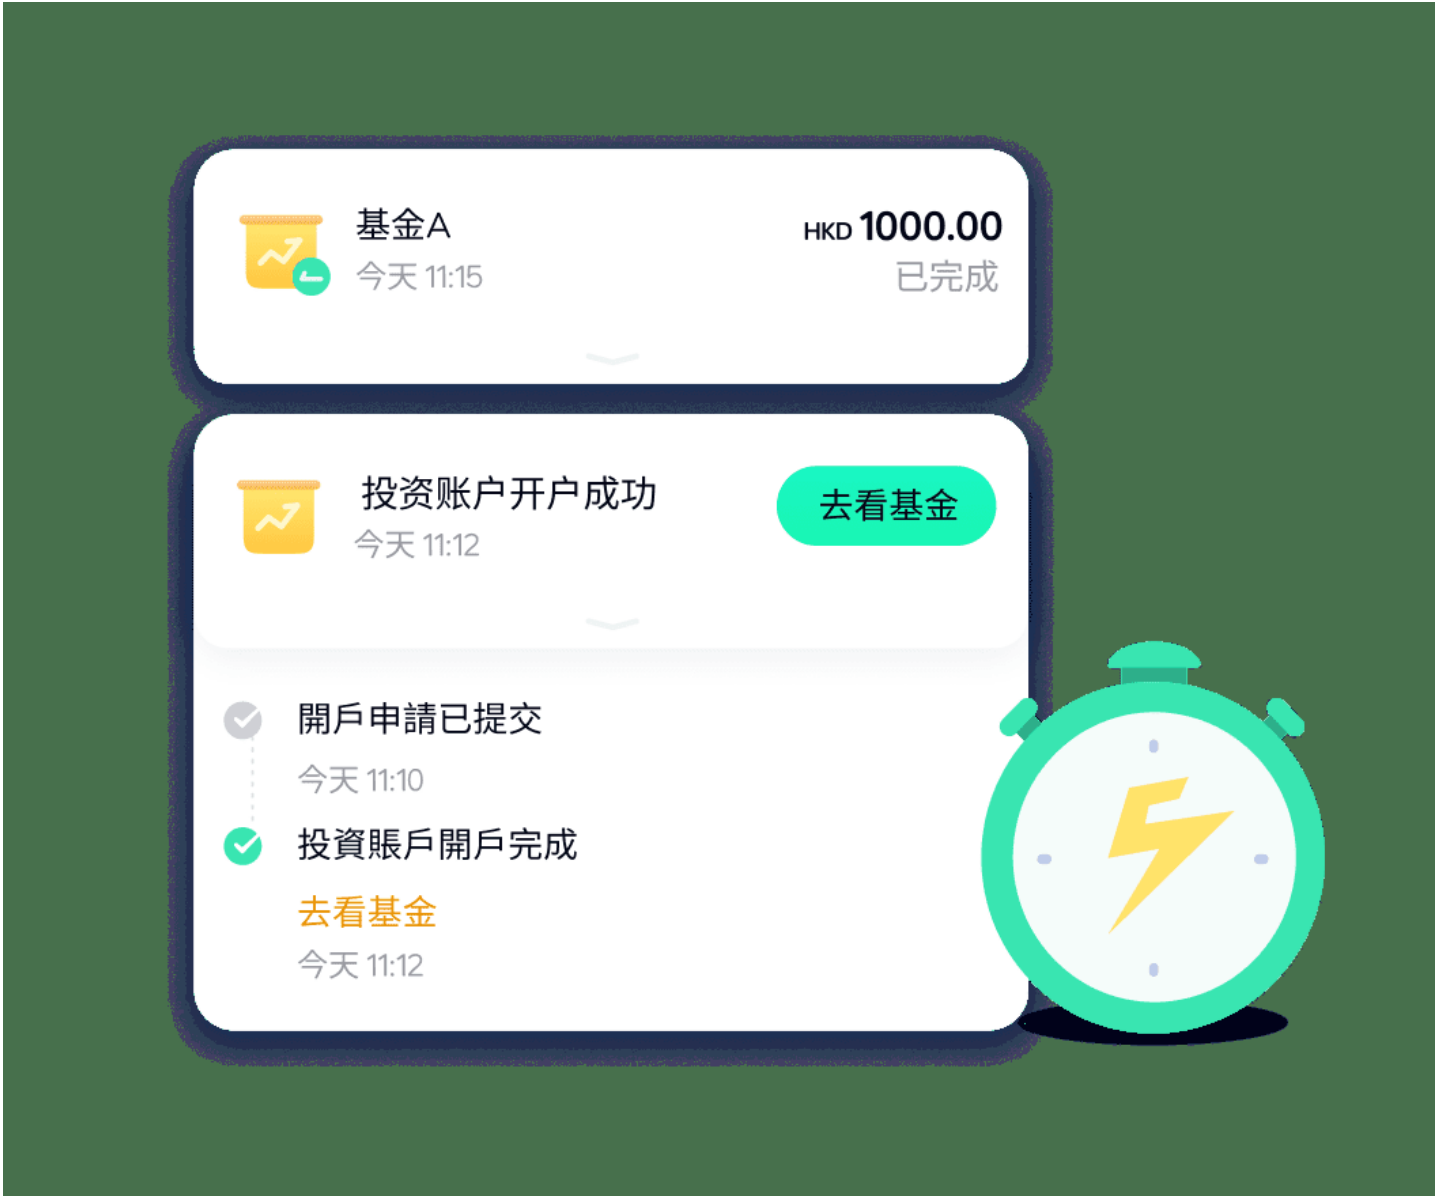 基金A
HKD 1000.00
今天 11:15
已完成
投资账户开户成功
去看基金
今天 11:12
開戶申請已提交
今天 11:10
投資賬戶開戶完成
去看基金
今天 11:12